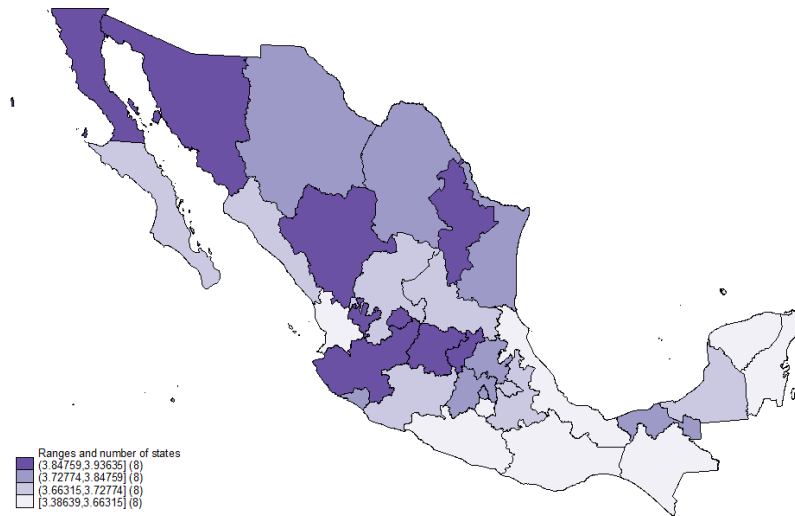 Ranges and number of states
(3.84759,3.93635] (8)
(3.72774,3.84759] (8)
(3.66315,3.72774] (8)
[3.38639,3.66315] (8)